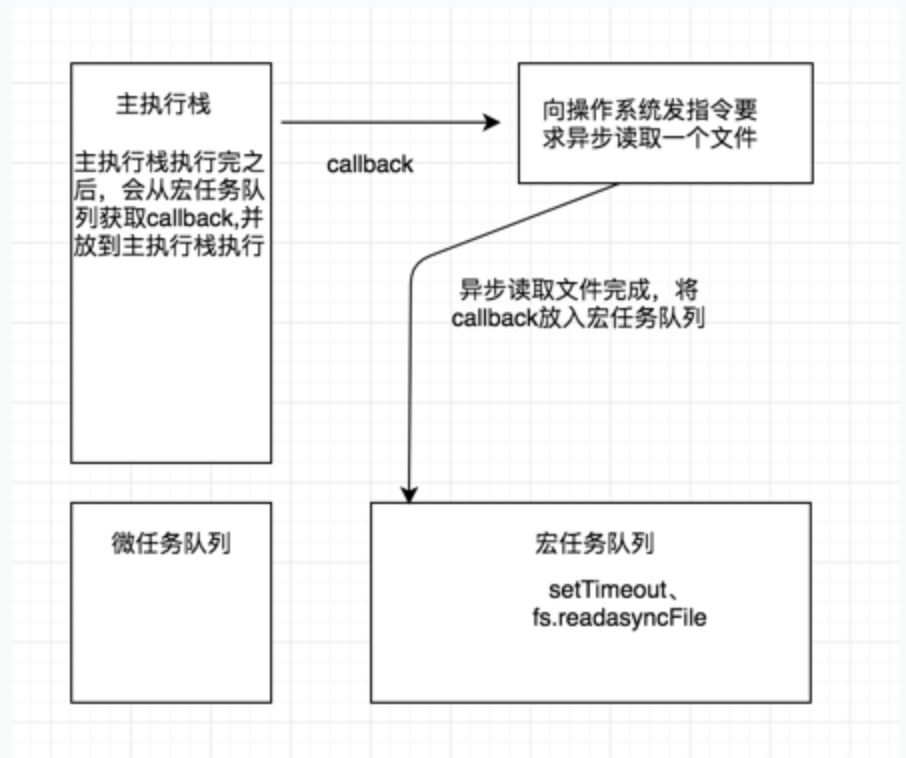 主执行栈
主执行栈执行完之
后，会从宏任务队
列获取callback,并
放到主执行栈执行
callback
向操作系统发指令要
求异步读取一个文件
异步读取文件完成，将
callback放入宏任务队列
微任务队列
宏任务队列
setTimeout、
fs.readasyncFile